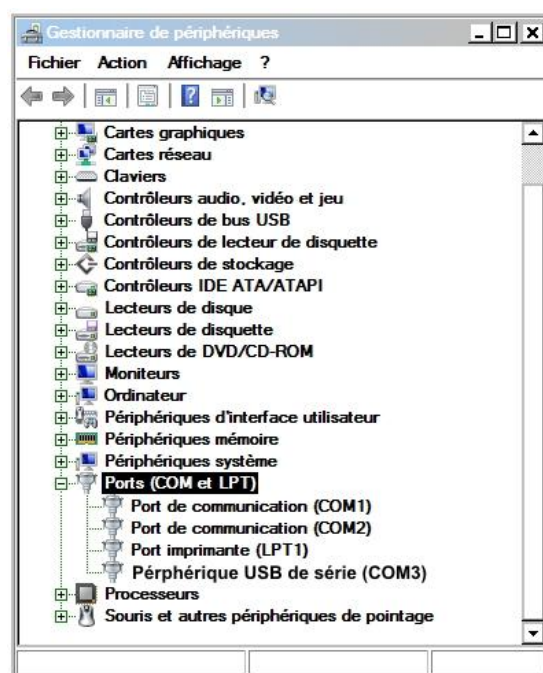 Gestionnaire de périphériques
Fichier Action Affichage ?
Cartes graphiques
Cartes réseau
Claviers
Contrôleurs audio, vidéo et jeu
Contrôleurs de bus USB
Contrôleurs de lecteur de disquette
Contrôleurs de stockage
Contrôleurs IDE ATA/ATAPI
Lecteurs de disque
Lecteurs de disquette
Lecteurs de DVD/CD-ROM
Moniteurs
Ordinateur
Périphériques d'interface utilisateur
Périphériques mémoire
Périphériques système
Ports (COM et LPT)
Port de communication (COM1)
Port de communication (COM2)
Port imprimante (LPT1)
Pérphérique USB de série (COM3)
Processeurs
Souris et autres périphériques de pointage